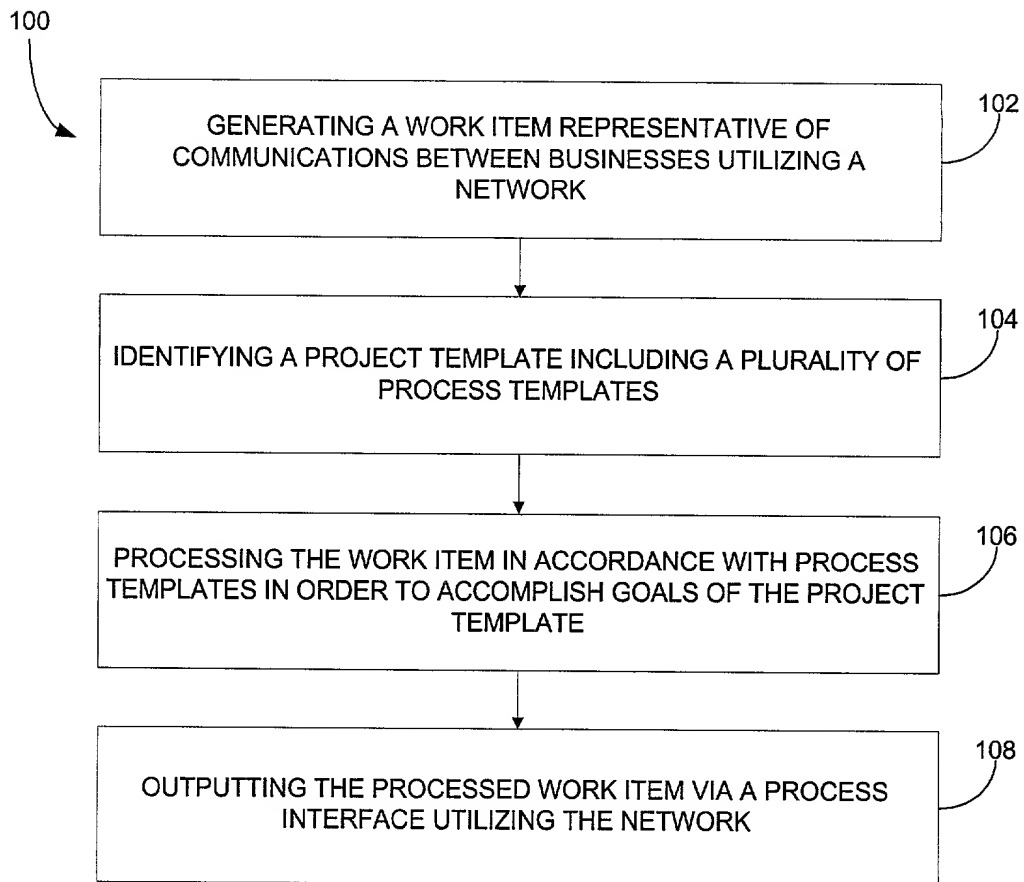 100
GENERATING A WORK ITEM REPRESENTATIVE OF
COMMUNICATIONS BETWEEN BUSINESSES UTILIZING A
NETWORK
102
IDENTIFYING A PROJECT TEMPLATE INCLUDING A PLURALITY OF
PROCESS TEMPLATES
104
PROCESSING THE WORK ITEM IN ACCORDANCE WITH PROCESS
TEMPLATES IN ORDER TO ACCOMPLISH GOALS OF THE PROJECT
TEMPLATE
106
OUTPUTTING THE PROCESSED WORK ITEM VIA A PROCESS
INTERFACE UTILIZING THE NETWORK
108